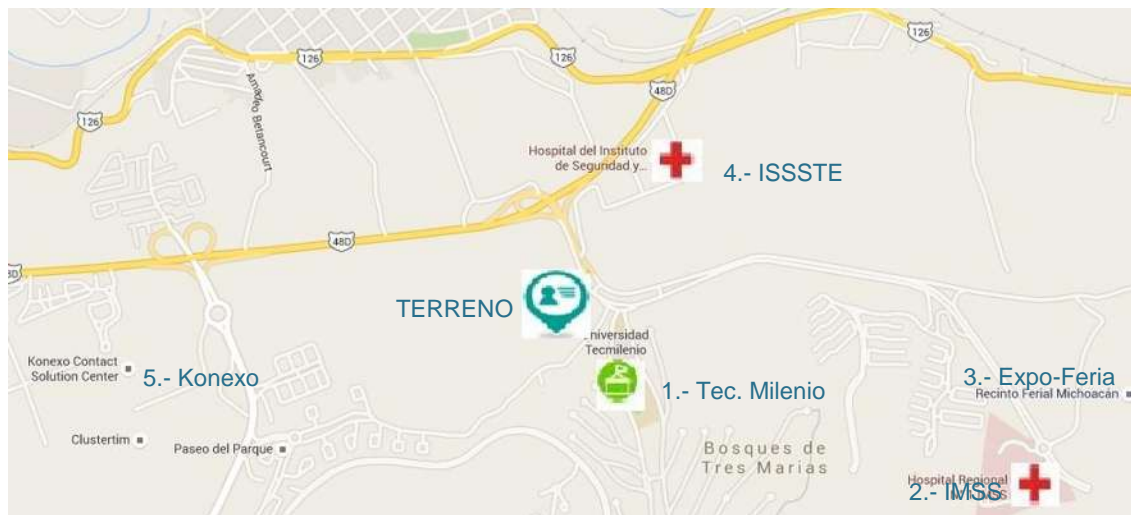 126
126
126
126
48D
Amadeo Betancourt
Hospital del Instituto
de Seguridad y...
4.- ISSSTE
48D
TERRENO
Universidad
Tecmilenio
Konexo Contact
Solution Center
5.- Konexo
1.- Tec. Milenio
3.- Expo-Feria
Recinto Ferial Michoacán
Clustertim
Paseo del Parque
Bosques de
Tres Marias
Hospital Regional
2.- IMSS